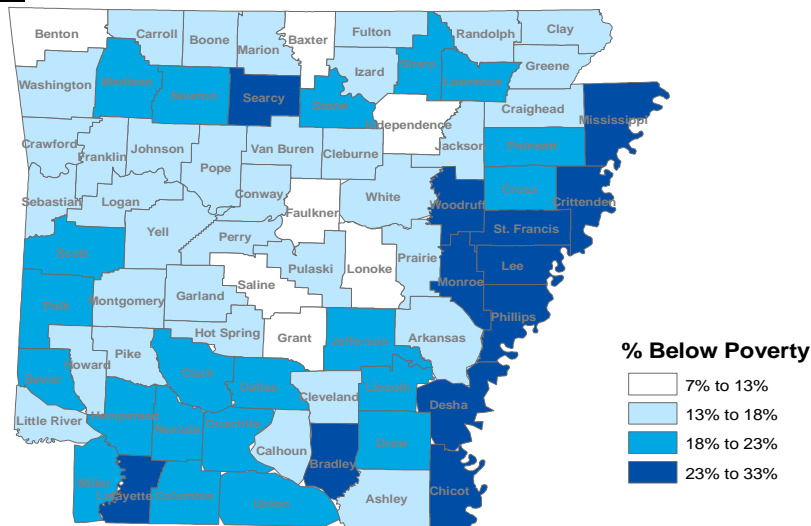 Benton
Carroll
Boone
Marion
Baxter
Fulton
Randolph
Clay
Washington
Madison
Newton
Searcy
Stone
Izard
Sharp
Lawrence
Greene
Independence
Craighead
Mississippi
Crawford
Franklin
Johnson
Pope
Van Buren
Cleburne
Jackson
Poinsett
Sebastian
Logan
Conway
Faulkner
White
Woodruff
Cross
Crittenden
Scott
Yell
Perry
Pulaski
Lonoke
Prairie
St. Francis
Saline
Monroe
Lee
Polk
Montgomery
Garland
Hot Spring
Grant
Jefferson
Arkansas
Phillips
Howard
Pike
Clark
Dallas
Cleveland
Lincoln
Desha
Sevier
Little River
Hempstead
Nevada
Ouachita
Calhoun
Bradley
Drew
Miller
Lafayette
Columbia
Union
Ashley
Chicot
% Below Poverty
7% to 13%
13% to 18%
18% to 23%
23% to 33%